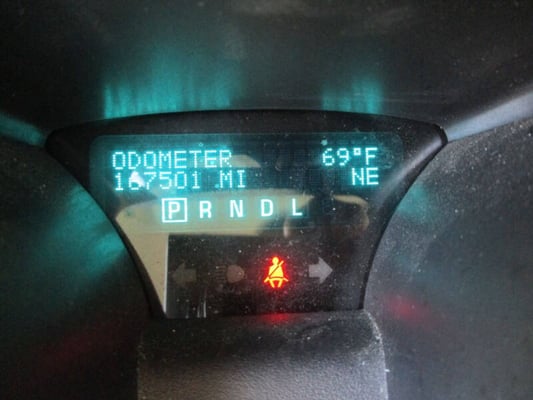 ODOMETER 69°F
167501 MI NE
P R N D L